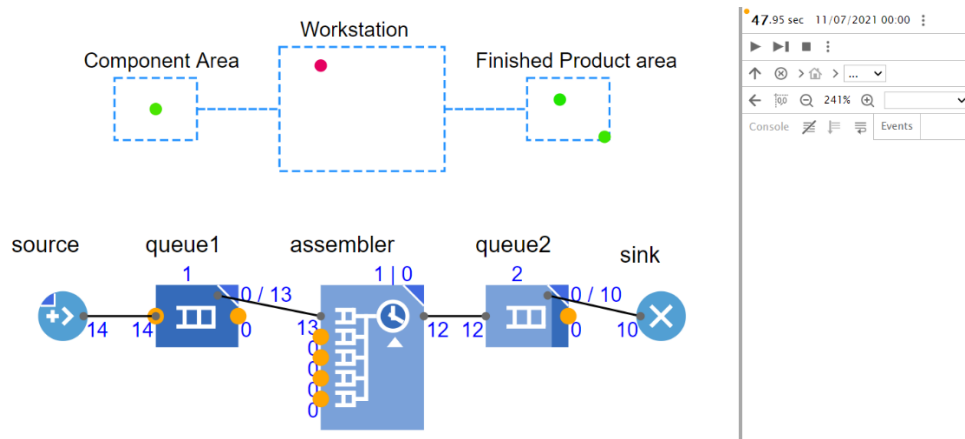 Workstation
Component Area
Finished Product area
source
queue1
assembler
queue2
sink
1
1 | 0
2
0 / 13
0 / 10
14
14
0
13
0
0
0
0
12
12
0
10
47.95 sec 11/07/2021 00:00
...
0,0
241%
Console
Events